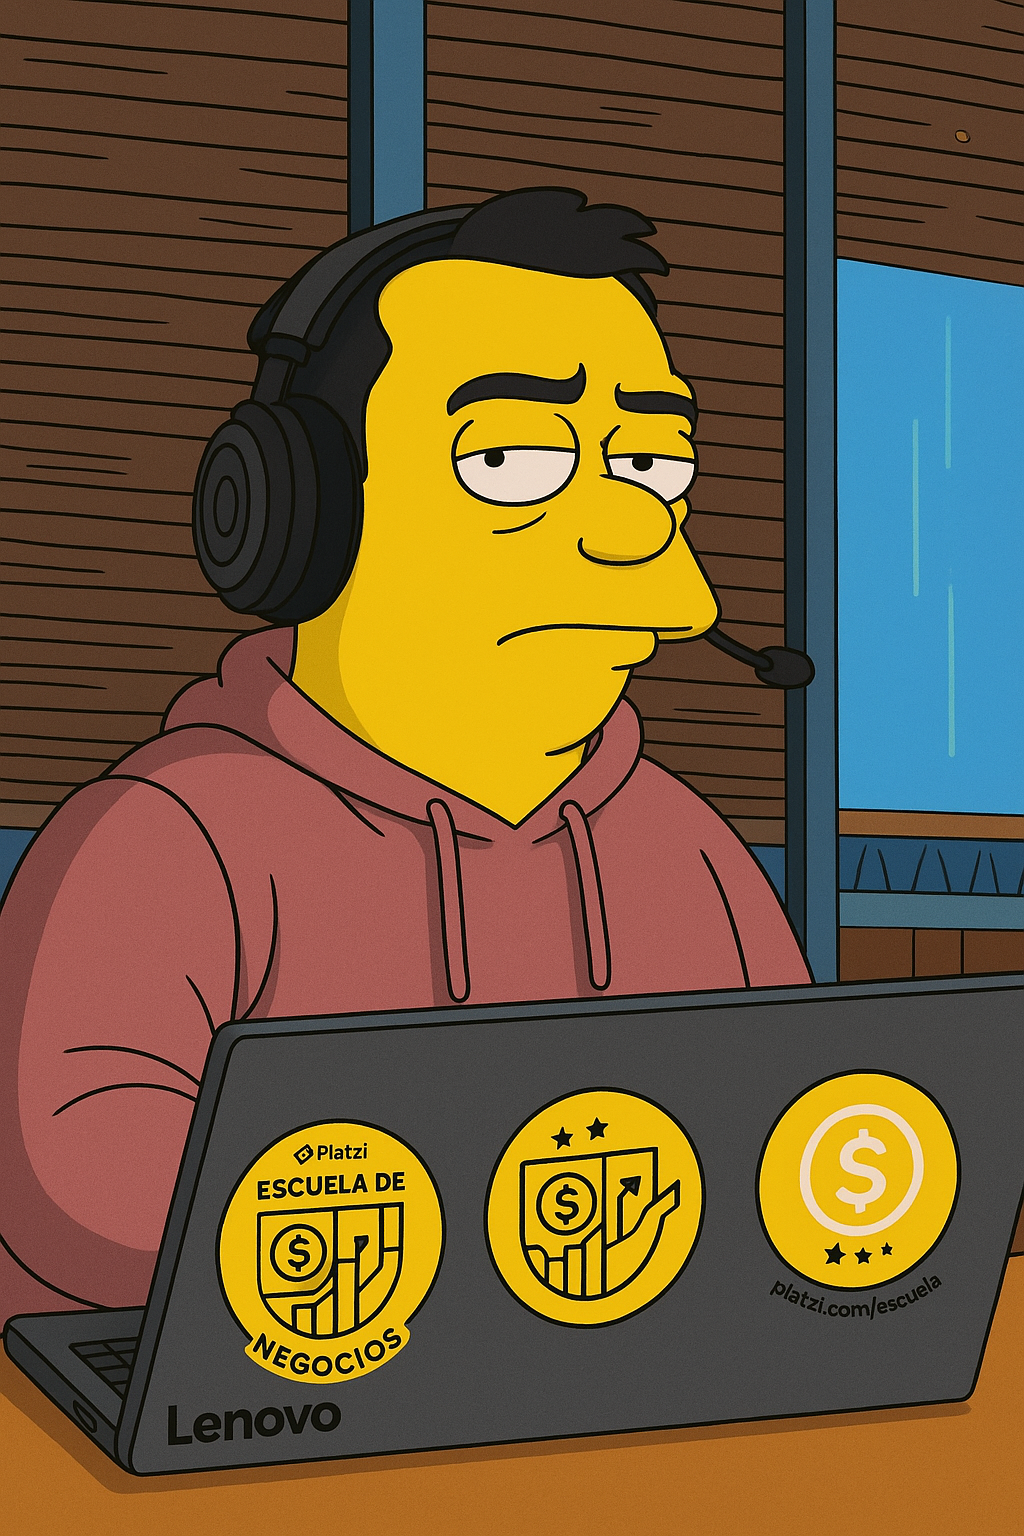 Platzi
ESCUELA DE
NEGOCIOS
$
$
$
platzi.com/escuela
Lenovo